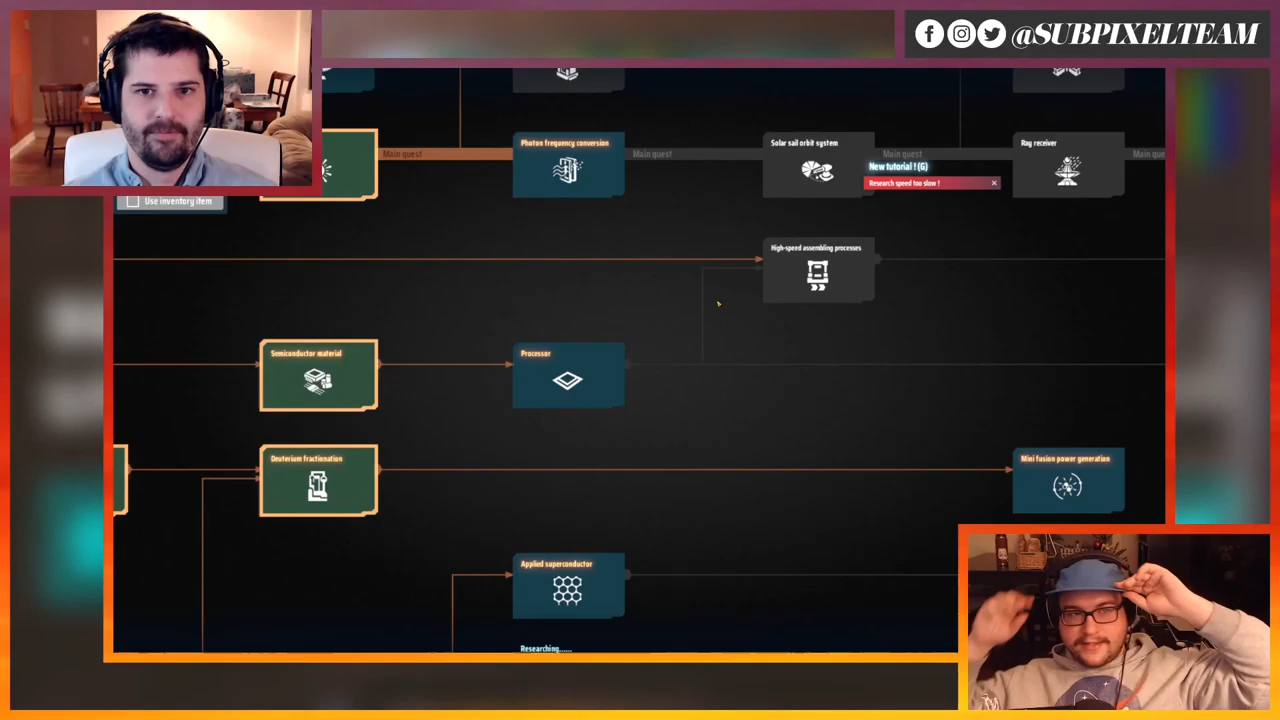 @SUBPIXELTEAM
Main quest
Photon frequency conversion
Main quest
Solar sail orbit system
Main quest
Ray receiver
Main que
New tutorial ! (G)
Research speed too slow !
Use inventory item
High-speed assembling processes
Semiconductor material
Processor
Deuterium fractionation
Mini fusion power generation
Applied superconductor
Researching......